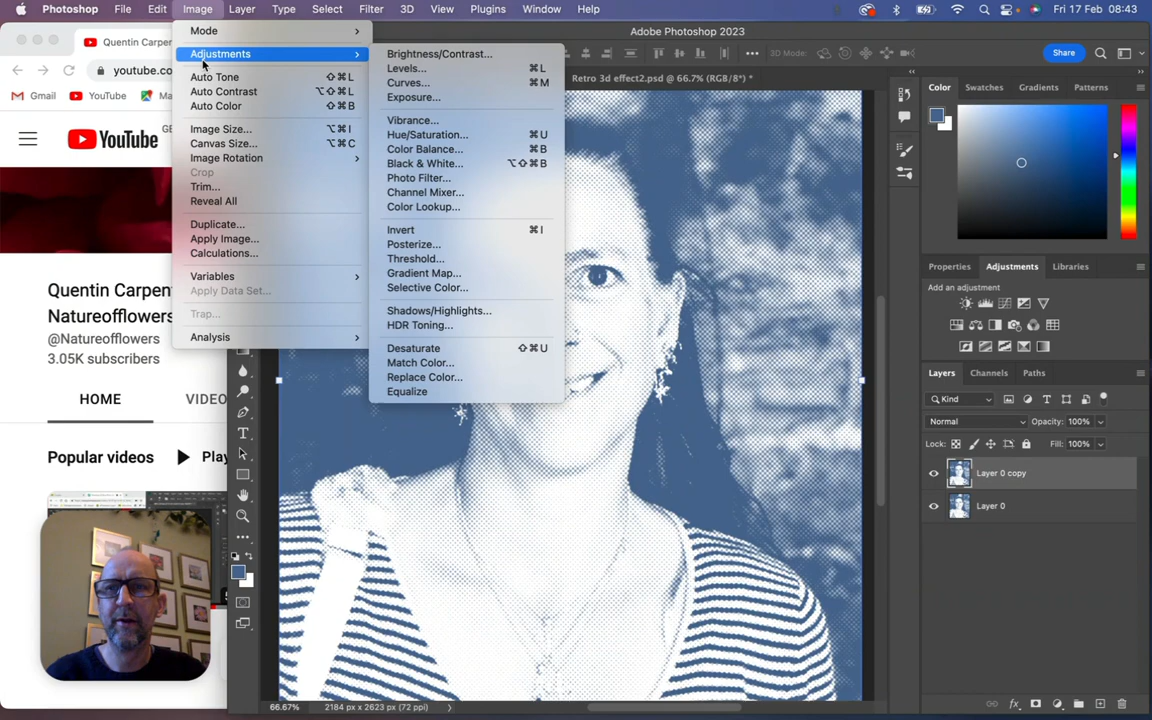 Photoshop File Edit Image Layer Type Select Filter 3D View Plugins Window Help Fri 17 Feb 08:43
Adobe Photoshop 2023
Quentin Carpen
youtube.co
Gmail YouTube Ma
YouTube GB
Quentin Carpen
Natureofflowers
@Natureofflowers
3.05K subscribers
HOME VIDEO
Popular videos Play
Mode
Adjustments
Auto Tone ⇧⌘L
Auto Contrast ⌥⇧⌘L
Auto Color ⇧⌘B
Image Size... ⌥⌘I
Canvas Size... ⌥⌘C
Image Rotation
Crop
Trim...
Reveal All
Duplicate...
Apply Image...
Calculations...
Variables
Apply Data Set...
Trap...
Analysis
Brightness/Contrast...
Levels... ⌘L
Curves... ⌘M
Exposure...
Vibrance...
Hue/Saturation... ⌘U
Color Balance... ⌘B
Black & White... ⌥⇧⌘B
Photo Filter...
Channel Mixer...
Color Lookup...
Invert ⌘I
Posterize...
Threshold...
Gradient Map...
Selective Color...
Shadows/Highlights...
HDR Toning...
Desaturate ⇧⌘U
Match Color...
Replace Color...
Equalize
3D Mode:
Share
Retro 3d effect2.psd @ 66.7% (RGB/8*) *
Color Swatches Gradients Patterns
Properties Adjustments Libraries
Add an adjustment
Layers Channels Paths
Kind
Normal Opacity: 100%
Lock: Fill: 100%
Layer 0 copy
Layer 0
66.67% 2184 px x 2623 px (72 ppi)